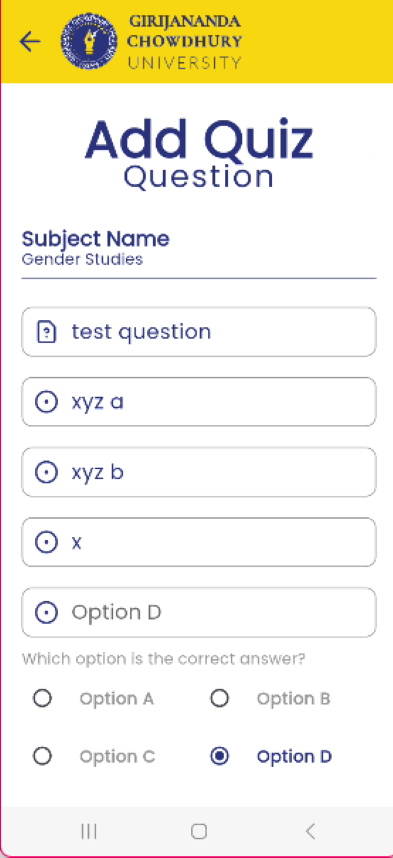 GIRIJANANDA
CHOWDHURY
UNIVERSITY
Add Quiz
Question
Subject Name
Gender Studies
test question
xyz a
xyz b
x
Option D
Which option is the correct answer?
Option A Option B
Option C Option D